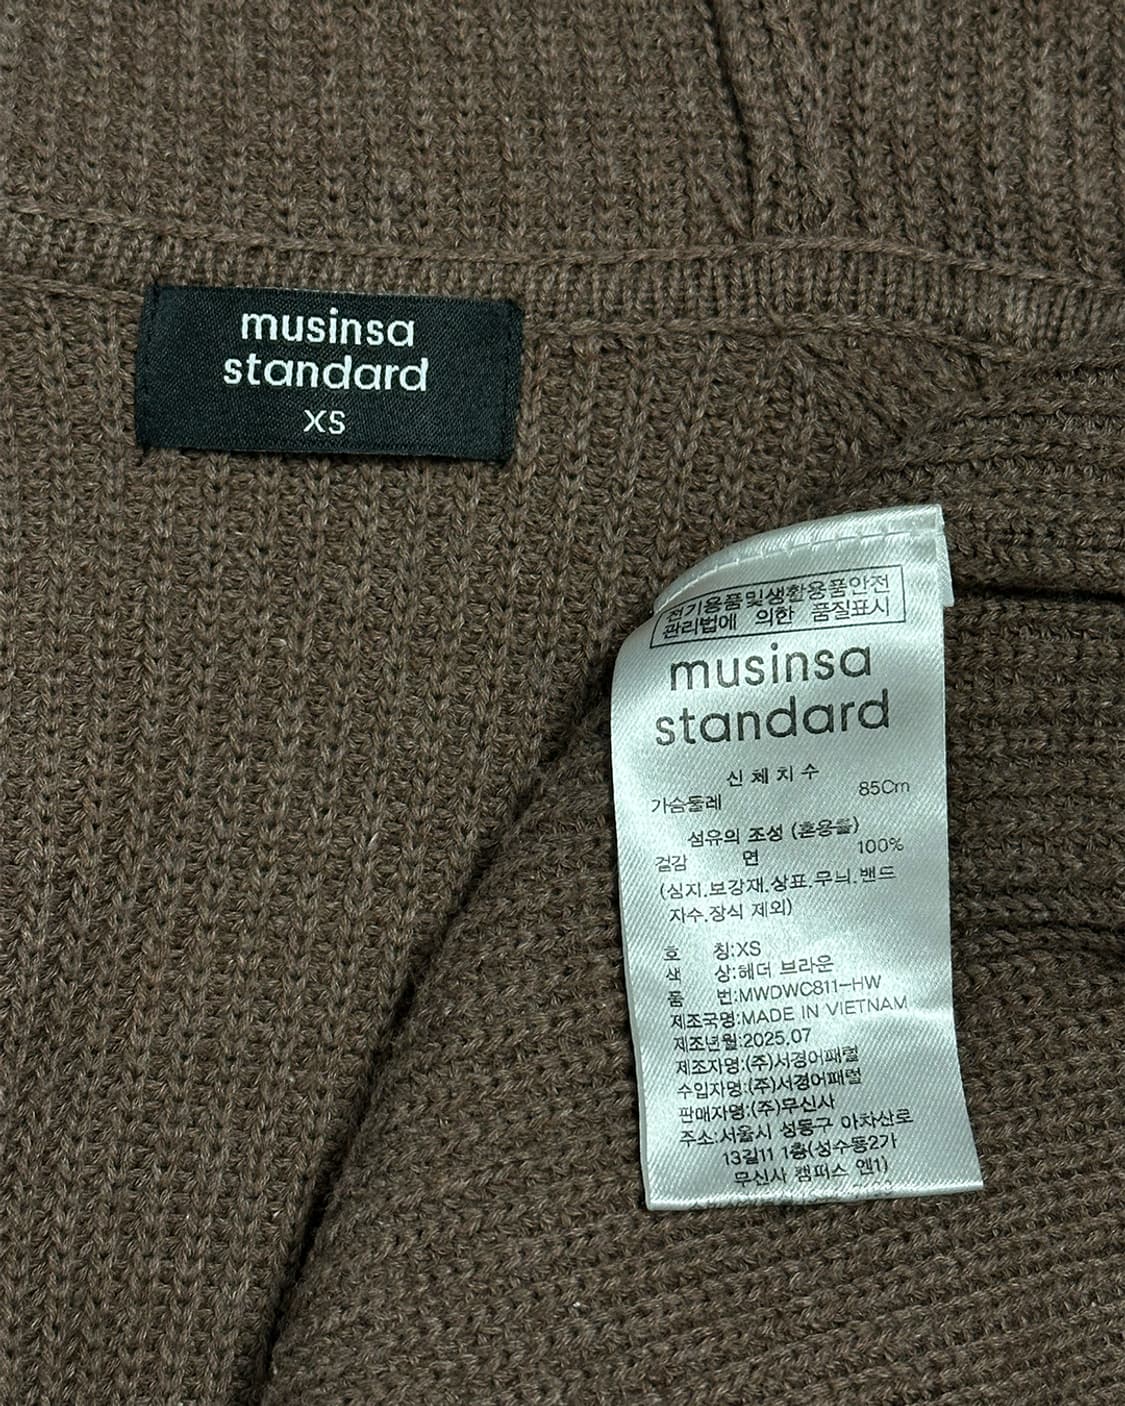 musinsa
standard
XS
전기용품및생활용품안전
관리법에 의한 품질표시
musinsa
standard
신체치수
가슴둘레 85Cm
섬유의 조성 (혼용률)
겉감 면 100%
(심지.보강재.상표.무늬.밴드
자수.장식 제외)
호 칭:XS
색 상:헤더 브라운
품 번:MWDWC811-HW
제조국명:MADE IN VIETNAM
제조년월:2025.07
제조자명:(주)서경어패럴
수입자명:(주)서경어패럴
판매자명:(주)무신사
주소:서울시 성동구 아차산로
13길11 1층(성수동2가
무신사 캠퍼스 엔1)